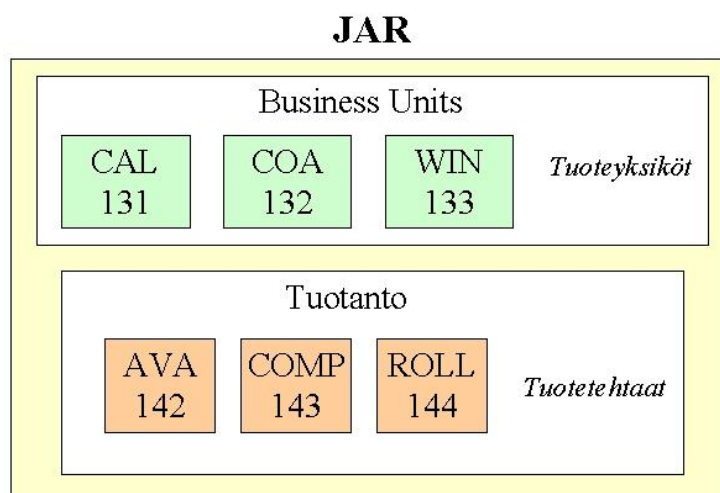 JAR
Business Units
CAL COA WIN
131 132 133
Tuoteyksiköt
Tuotanto
AVA COMP ROLL
142 143 144
Tuotetehtaat